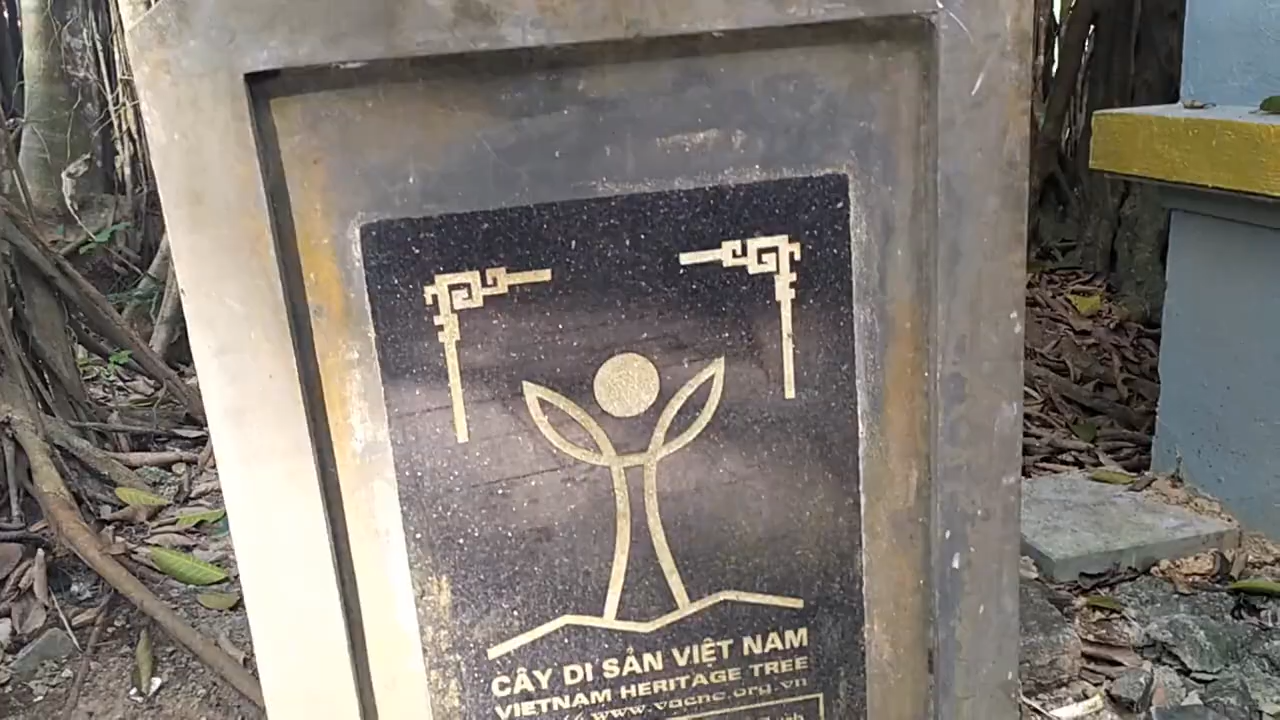 CÂY DI SẢN VIỆT NAM
VIETNAM HERITAGE TREE
www.vacne.org.vn